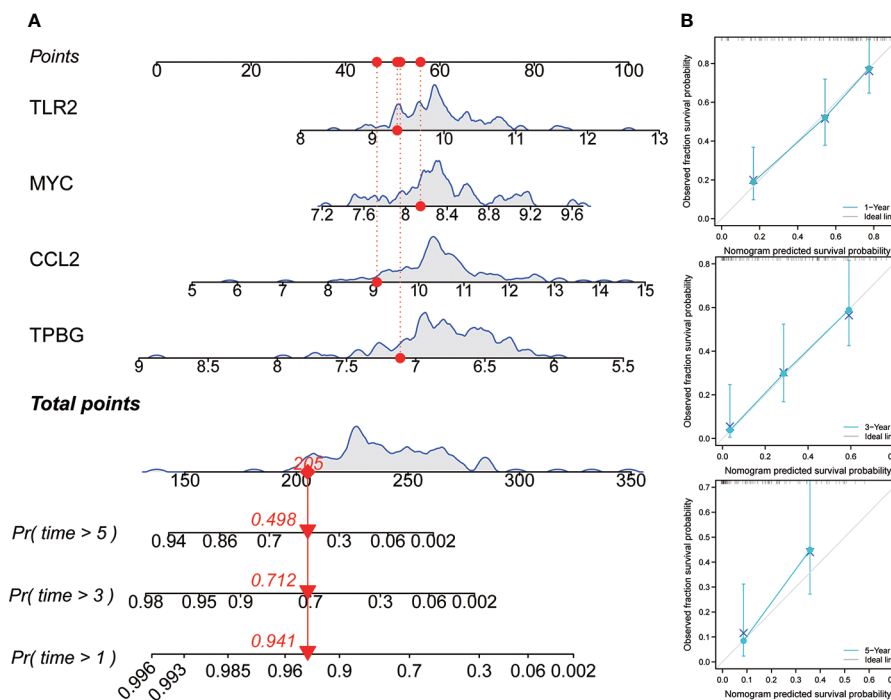 A
Points
0 20 40 60 80 100
TLR2
8 9 10 11 12 13
MYC
7.2 7.6 8 8.4 8.8 9.2 9.6
CCL2
5 6 7 8 9 10 11 12 13 14 15
TPBG
9 8.5 8 7.5 7 6.5 6 5.5
Total points
205
150 200 250 300 350
0.498
Pr( time > 5 )
0.94 0.86 0.7 0.3 0.06 0.002
0.712
Pr( time > 3 )
0.98 0.95 0.9 0.7 0.3 0.06 0.002
0.941
Pr( time > 1 )
0.996 0.993 0.985 0.96 0.9 0.7 0.3 0.06 0.002
B
Observed fraction survival probability
0.8
0.6
0.4
0.2
0.0
1-Year
Ideal lin
0.0 0.2 0.4 0.6 0.8
Nomogram predicted survival probability
Observed fraction survival probability
0.8
0.6
0.4
0.2
0.0
3-Year
Ideal lin
0.0 0.2 0.4 0.6
Nomogram predicted survival probability
Observed fraction survival probability
0.7
0.6
0.5
0.4
0.3
0.2
0.1
0.0
5-Year
Ideal lin
0.0 0.1 0.2 0.3 0.4 0.5 0.6 0.7
Nomogram predicted survival probability